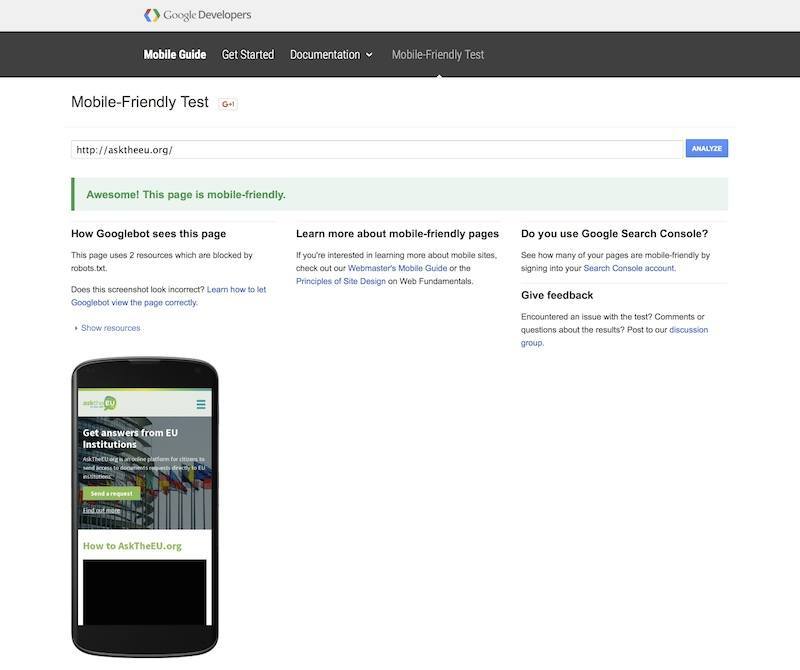 Google Developers
Mobile Guide Get Started Documentation Mobile-Friendly Test
Mobile-Friendly Test G+1
http://asktheeu.org/ ANALYZE
Awesome! This page is mobile-friendly.
How Googlebot sees this page
This page uses 2 resources which are blocked by
robots.txt.
Does this screenshot look incorrect? Learn how to let
Googlebot view the page correctly.
Show resources
Learn more about mobile-friendly pages
If you're interested in learning more about mobile sites,
check out our Webmaster's Mobile Guide or the
Principles of Site Design on Web Fundamentals.
Do you use Google Search Console?
See how many of your pages are mobile-friendly by
signing into your Search Console account.
Give feedback
Encountered an issue with the test? Comments or
questions about the results? Post to our discussion
group.
asktheEU
Get answers from EU
Institutions
AskTheEU.org is an online platform for citizens to
send access to documents requests directly to EU
institutions.
Send a request
Find out more
How to AskTheEU.org